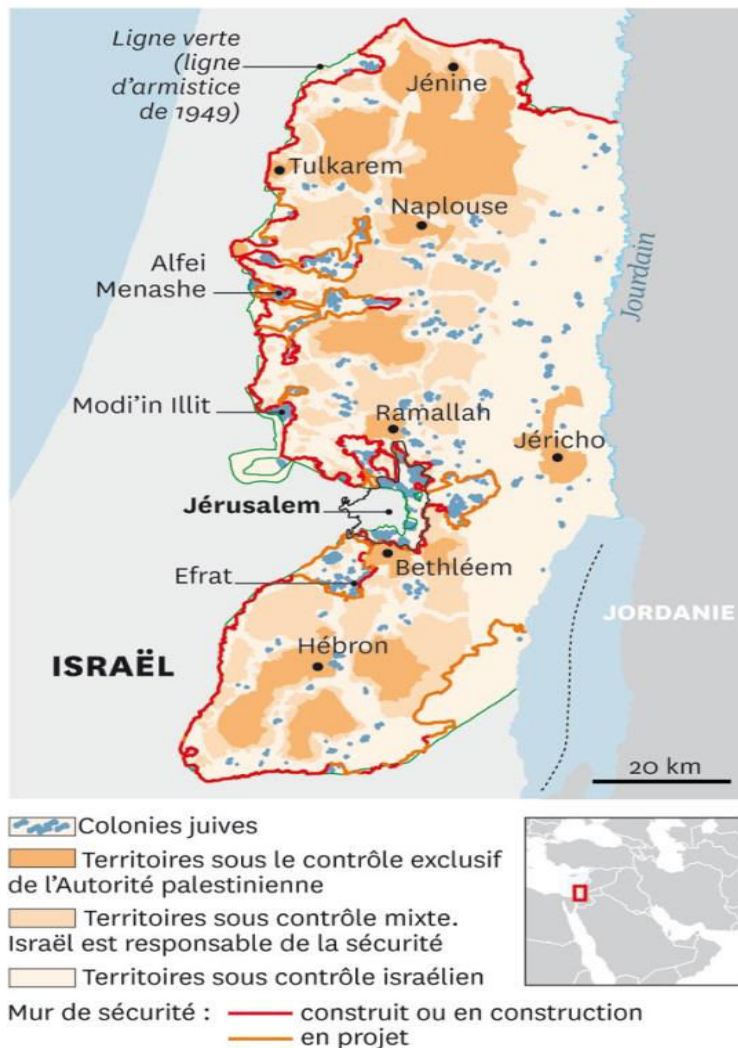 Ligne verte
(ligne
d'armistice
de 1949)
Jénine
Tulkarem
Naplouse
Alfei
Menashe
Jourdain
Modi'in Illit
Ramallah
Jéricho
Jérusalem
Bethléem
Efrat
JORDANIE
Hébron
ISRAËL
20 km
Colonies juives
Territoires sous le contrôle exclusif
de l'Autorité palestinienne
Territoires sous contrôle mixte.
Israël est responsable de la sécurité
Territoires sous contrôle israélien
Mur de sécurité : construit ou en construction
en projet